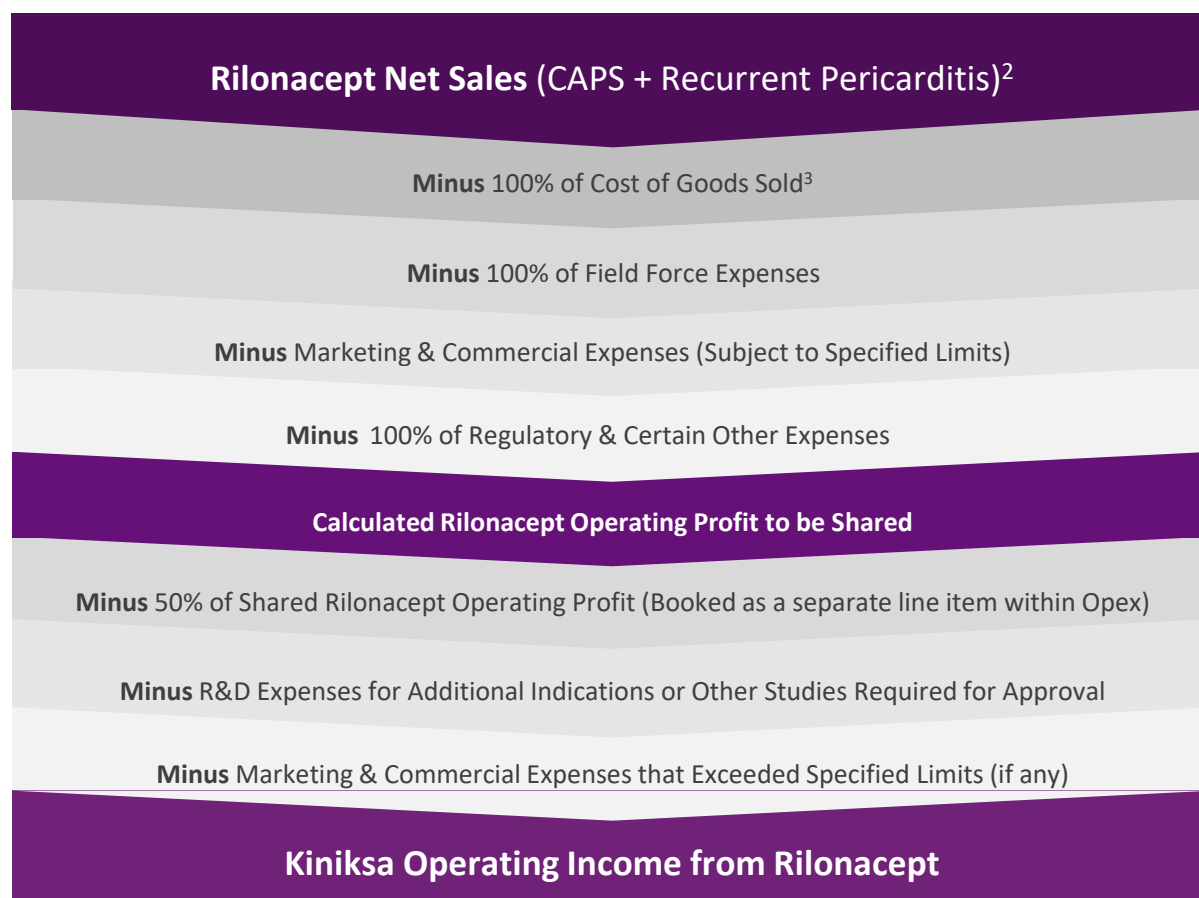 Rilonacept Net Sales (CAPS + Recurrent Pericarditis)²
Minus 100% of Cost of Goods Sold³
Minus 100% of Field Force Expenses
Minus Marketing & Commercial Expenses (Subject to Specified Limits)
Minus 100% of Regulatory & Certain Other Expenses
Calculated Rilonacept Operating Profit to be Shared
Minus 50% of Shared Rilonacept Operating Profit (Booked as a separate line item within Opex)
Minus R&D Expenses for Additional Indications or Other Studies Required for Approval
Minus Marketing & Commercial Expenses that Exceeded Specified Limits (if any)
Kiniksa Operating Income from Rilonacept